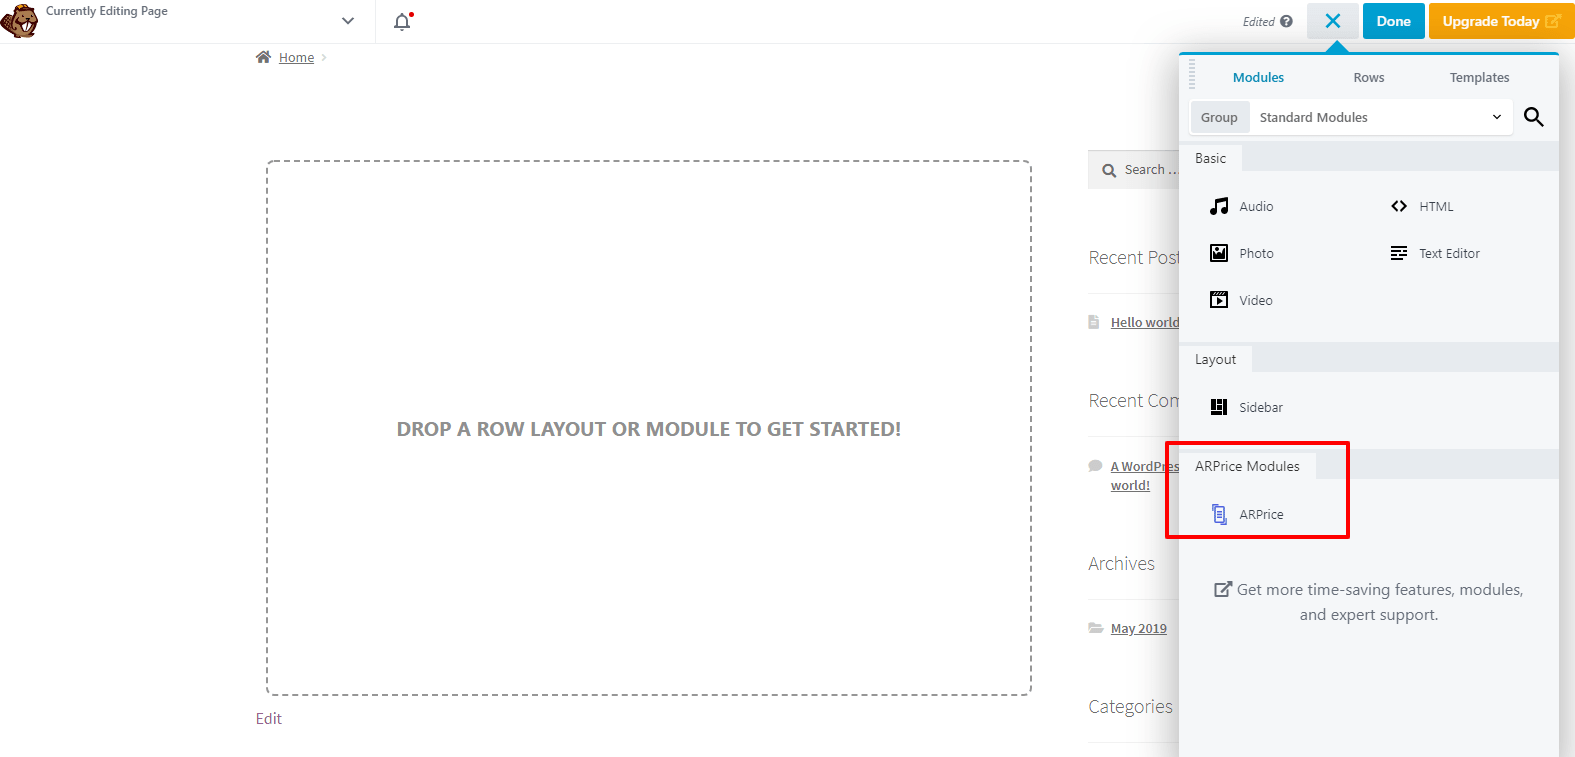 Currently Editing Page
Edited
Done
Upgrade Today
Home
DROP A ROW LAYOUT OR MODULE TO GET STARTED!
Edit
Search ...
Recent Post
Hello world
Recent Com
A WordPres
world!
Archives
May 2019
Categories
Modules Rows Templates
Group Standard Modules
Basic
Audio HTML
Photo Text Editor
Video
Layout
Sidebar
ARPrice Modules
ARPrice
Get more time-saving features, modules,
and expert support.